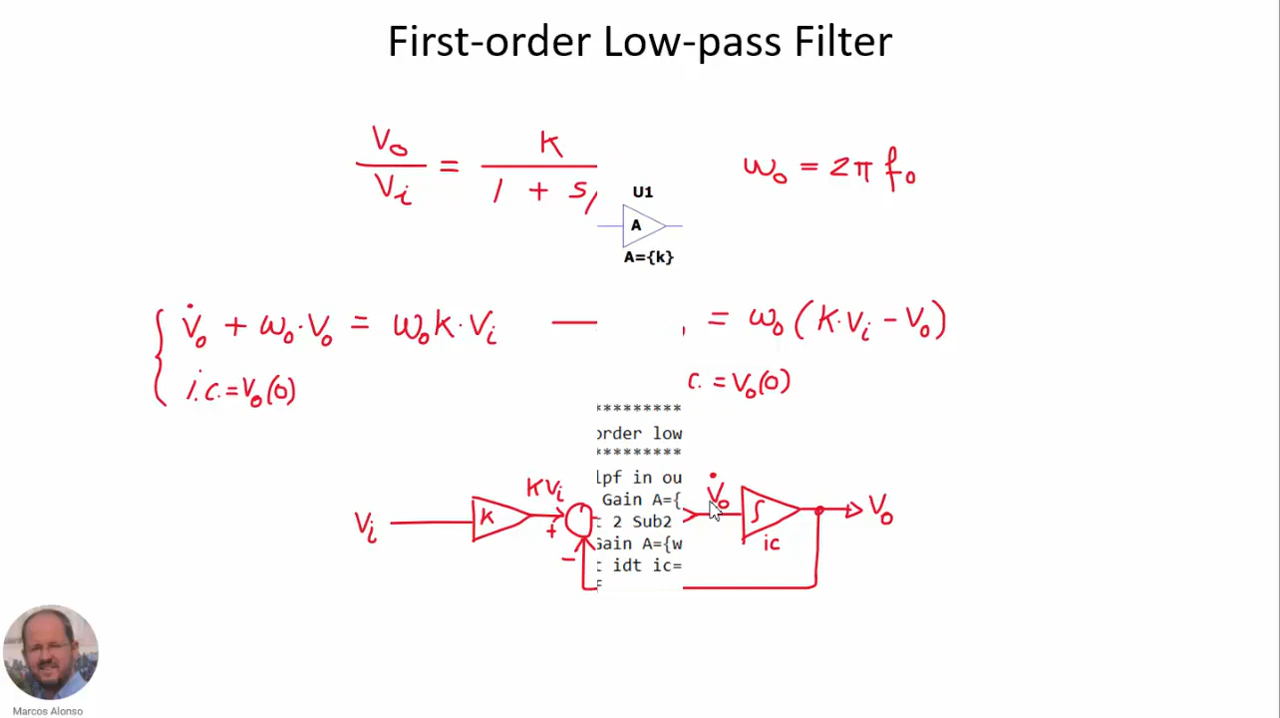 First-order Low-pass Filter
Vo / Vi = K / 1 + s/
ω₀ = 2π f₀
U1
A
A={k}
V̇o + ω₀·Vo = ω₀K·Vi —
= ω₀(K·Vi − Vo)
i.c.=Vo(0)
c. = Vo(0)
*********
order low
*********
lpf in ou
Gain A={
2 Sub2
Gain A={w
idt ic=
Vi
K
KVi
+
−
V̇o
∫
ic
Vo
Marcos Alonso